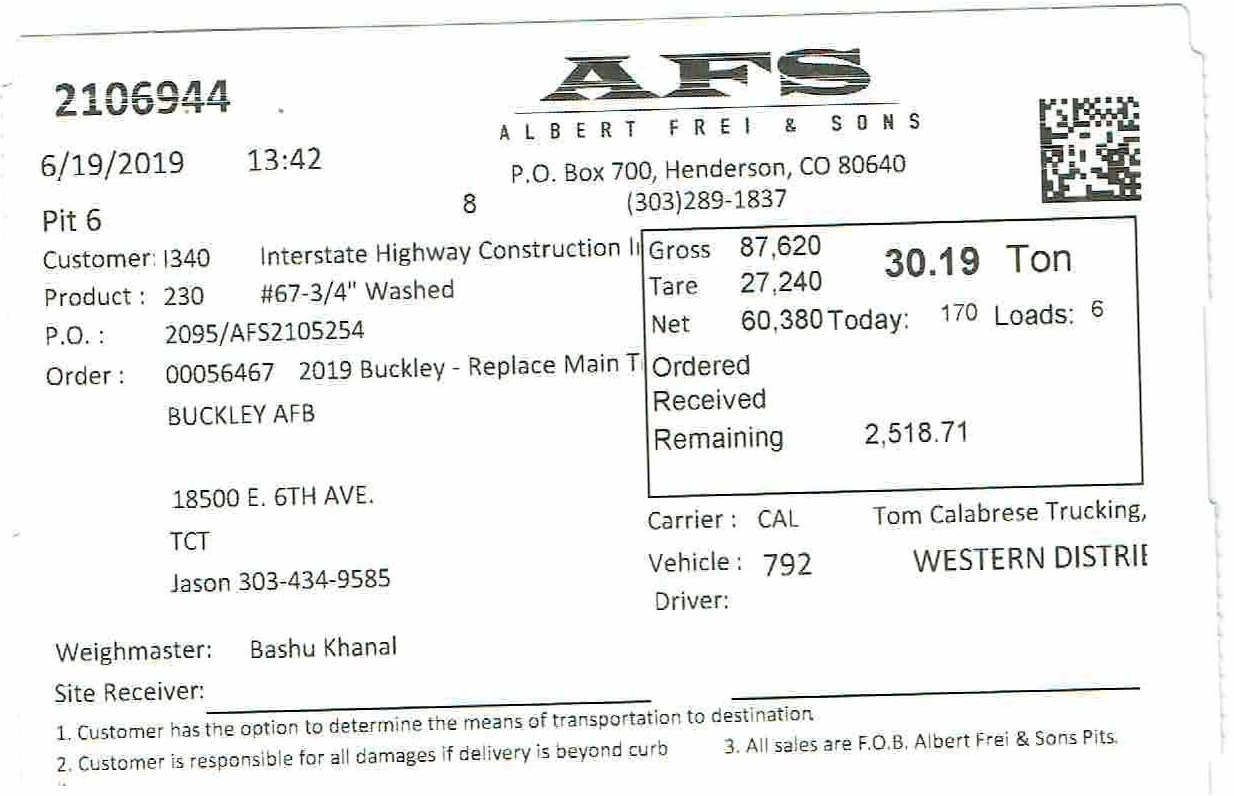 2106944
AFS
ALBERT FREI & SONS
6/19/2019 13:42
P.O. Box 700, Henderson, CO 80640
(303)289-1837
Pit 6
8
Customer: I340 Interstate Highway Construction I
Product : 230 #67-3/4" Washed
P.O. : 2095/AFS2105254
Order : 00056467 2019 Buckley - Replace Main T
BUCKLEY AFB
18500 E. 6TH AVE.
TCT
Jason 303-434-9585
Gross 87,620 30.19 Ton
Tare 27,240
Net 60,380 Today: 170 Loads: 6
Ordered
Received
Remaining 2,518.71
Carrier : CAL Tom Calabrese Trucking,
Vehicle : 792 WESTERN DISTRI
Driver:
Weighmaster: Bashu Khanal
Site Receiver:
1. Customer has the option to determine the means of transportation to destination
2. Customer is responsible for all damages if delivery is beyond curb
3. All sales are F.O.B. Albert Frei & Sons Pits.